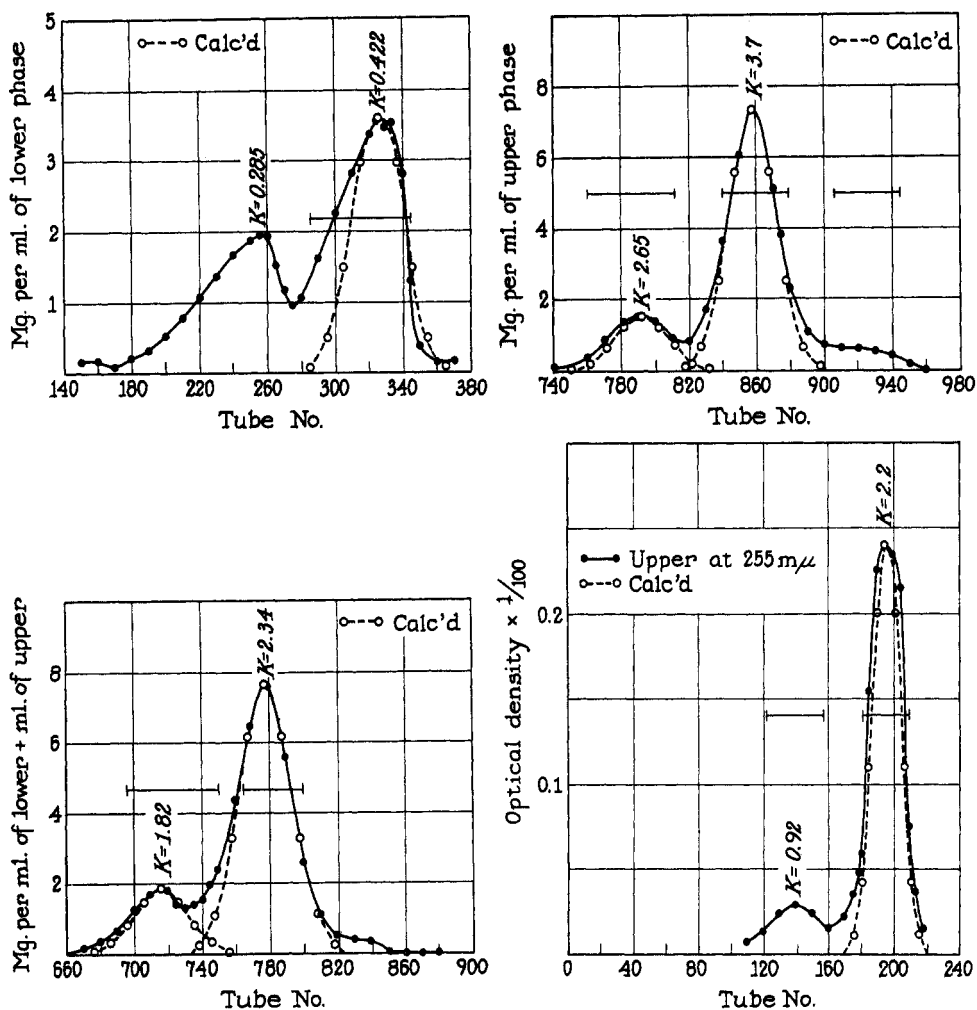 Mg. per ml. of lower phase
5
4
3
2
1
o---o Calc'd
K=0.285
K=0.422
140 180 220 260 300 340 380
Tube No.
Mg. per ml. of upper phase
8
6
4
2
o---o Calc'd
K=2.65
K=3.7
740 780 820 860 900 940 980
Tube No.
Mg. per ml. of lower + ml. of upper
8
6
4
2
o---o Calc'd
K=1.82
K=2.34
660 700 740 780 820 860 900
Tube No.
Optical density × 1/100
0.2
0.1
Upper at 255 mμ
Calc'd
K=0.92
K=2.2
0 40 80 120 160 200 240
Tube No.